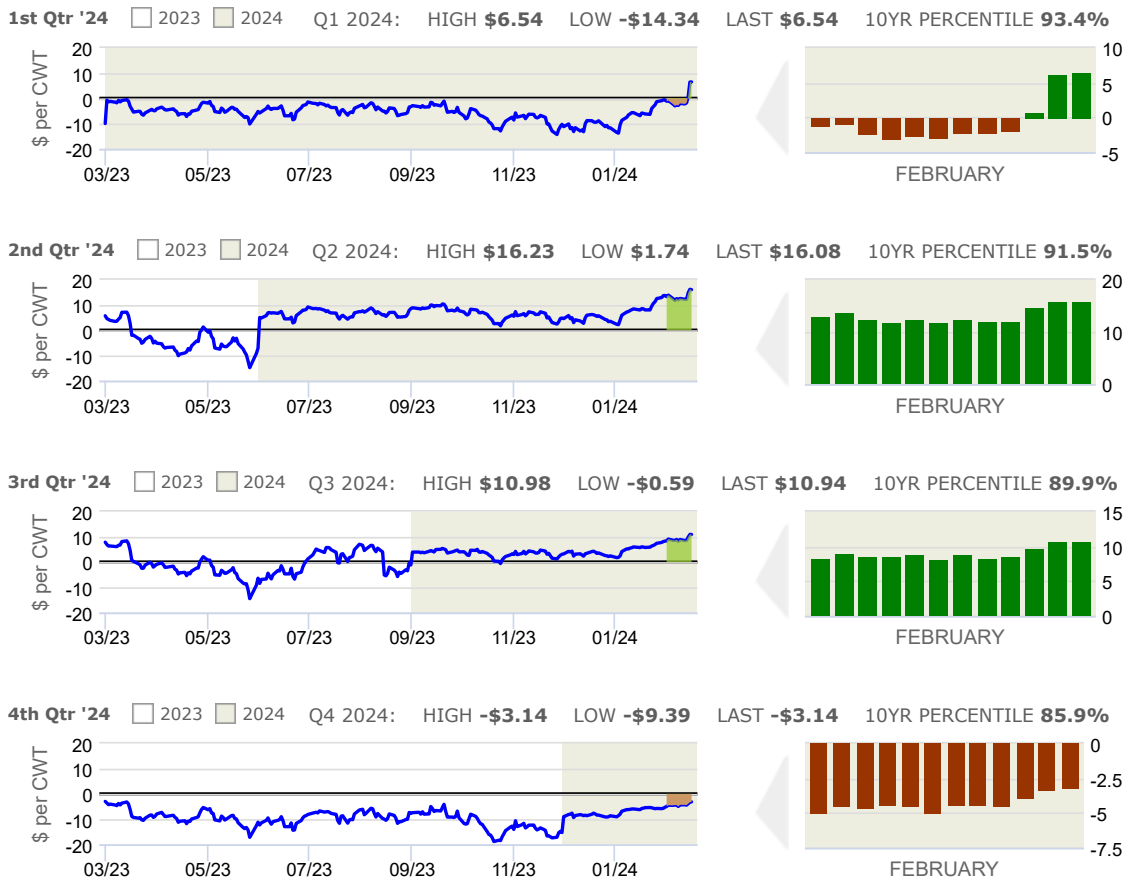 1st Qtr '24 2023 2024 Q1 2024: HIGH $6.54 LOW -$14.34 LAST $6.54 10YR PERCENTILE 93.4%
$ per CWT
20
10
0
-10
-20
03/23 05/23 07/23 09/23 11/23 01/24
10
5
0
-5
FEBRUARY
2nd Qtr '24 2023 2024 Q2 2024: HIGH $16.23 LOW $1.74 LAST $16.08 10YR PERCENTILE 91.5%
$ per CWT
20
10
0
-10
-20
03/23 05/23 07/23 09/23 11/23 01/24
20
10
0
FEBRUARY
3rd Qtr '24 2023 2024 Q3 2024: HIGH $10.98 LOW -$0.59 LAST $10.94 10YR PERCENTILE 89.9%
$ per CWT
20
10
0
-10
-20
03/23 05/23 07/23 09/23 11/23 01/24
15
10
5
0
FEBRUARY
4th Qtr '24 2023 2024 Q4 2024: HIGH -$3.14 LOW -$9.39 LAST -$3.14 10YR PERCENTILE 85.9%
$ per CWT
20
10
0
-10
-20
03/23 05/23 07/23 09/23 11/23 01/24
0
-2.5
-5
-7.5
FEBRUARY